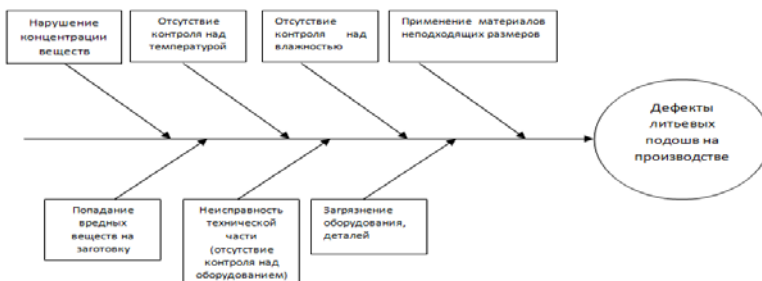 Нарушение
концентрации
веществ
Отсутствие
контроля над
температурой
Отсутствие
контроля над
влажностью
Применение материалов
неподходящих размеров
Дефекты
литьевых
подошв на
производстве
Попадание
вредных
веществ на
заготовку
Неисправность
технической
части
(отсутствие
контроля над
оборудованием)
Загрязнение
оборудования,
деталей